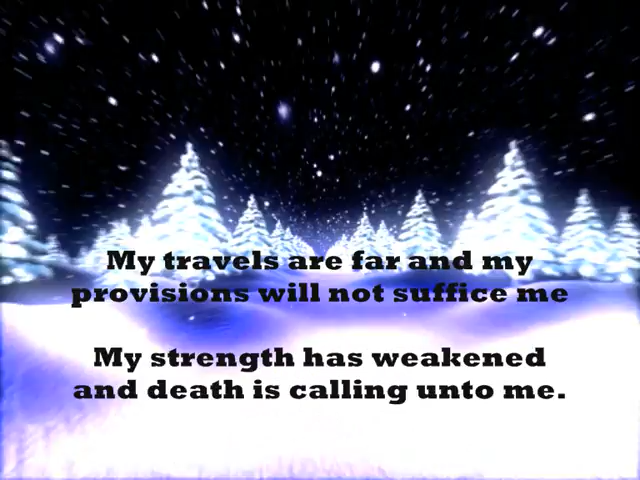 My travels are far and my
provisions will not suffice me
My strength has weakened
and death is calling unto me.